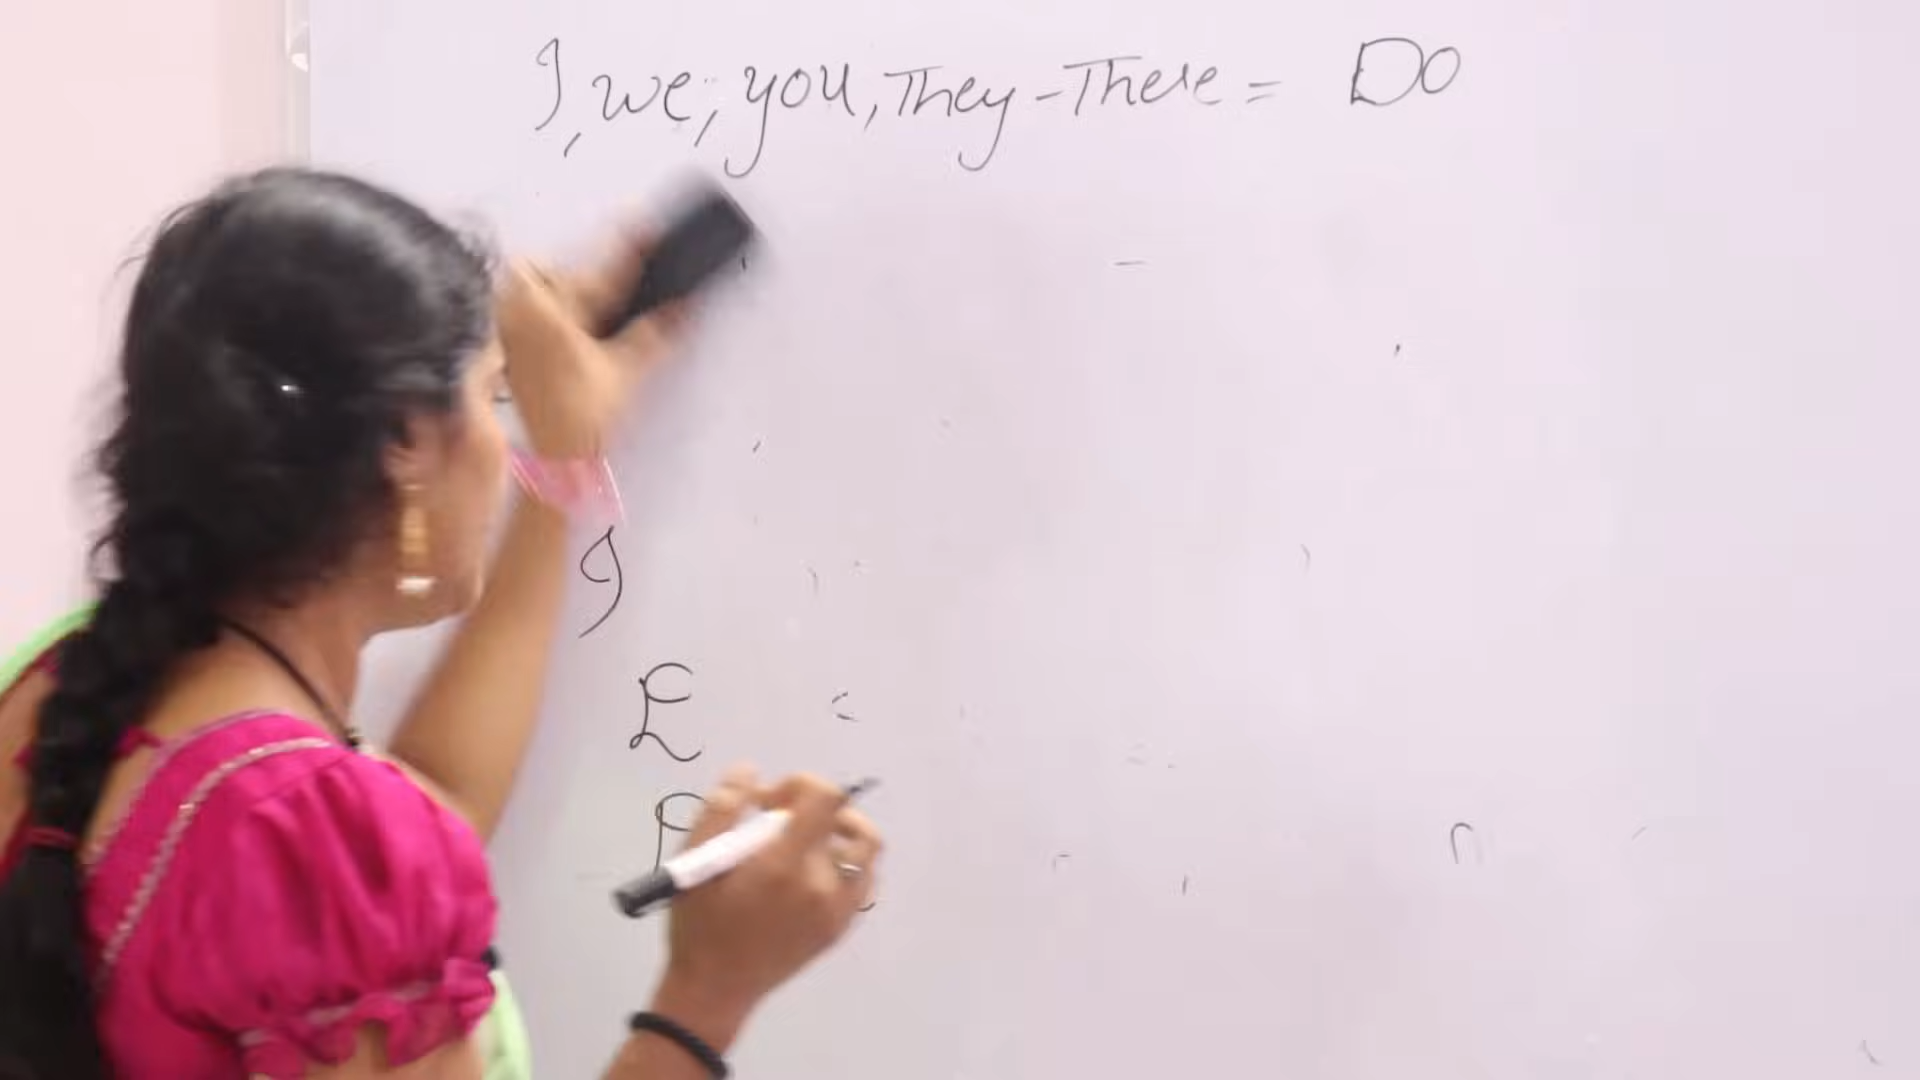 I, we, you, They - There = Do
I
E =